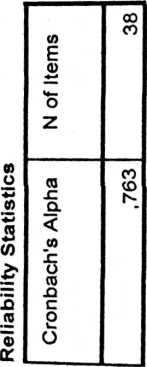 Reliability Statistics
Cronbach's Alpha N of Items
,763 38